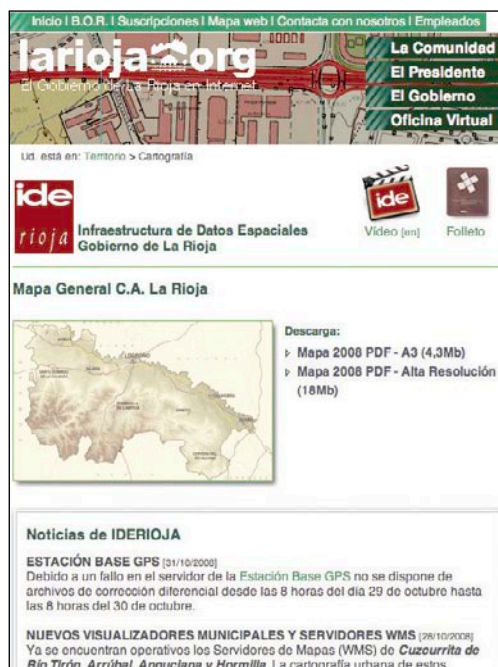 Inicio | B.O.R. | Suscripciones | Mapa web | Contacta con nosotros | Empleados
larioja.org
El Gobierno de La Rioja en Internet
La Comunidad
El Presidente
El Gobierno
Oficina Virtual
Ud. está en: Territorio > Cartografía
ide
rioja
Infraestructura de Datos Espaciales
Gobierno de La Rioja
ide
Vídeo [en]
Folleto
Mapa General C.A. La Rioja
LOGROÑO
Descarga:
Mapa 2008 PDF - A3 (4,3Mb)
Mapa 2008 PDF - Alta Resolución
(18Mb)
Noticias de IDERIOJA
ESTACIÓN BASE GPS [31/10/2008]
Debido a un fallo en el servidor de la Estación Base GPS no se dispone de
archivos de corrección diferencial desde las 8 horas del día 29 de octubre hasta
las 8 horas del 30 de octubre.
NUEVOS VISUALIZADORES MUNICIPALES Y SERVIDORES WMS [28/10/2008]
Ya se encuentran operativos los Servidores de Mapas (WMS) de Cuzcurrita de
Río Tirón, Arrúbal, Anguciana y Hormilla. La cartografía urbana de estos